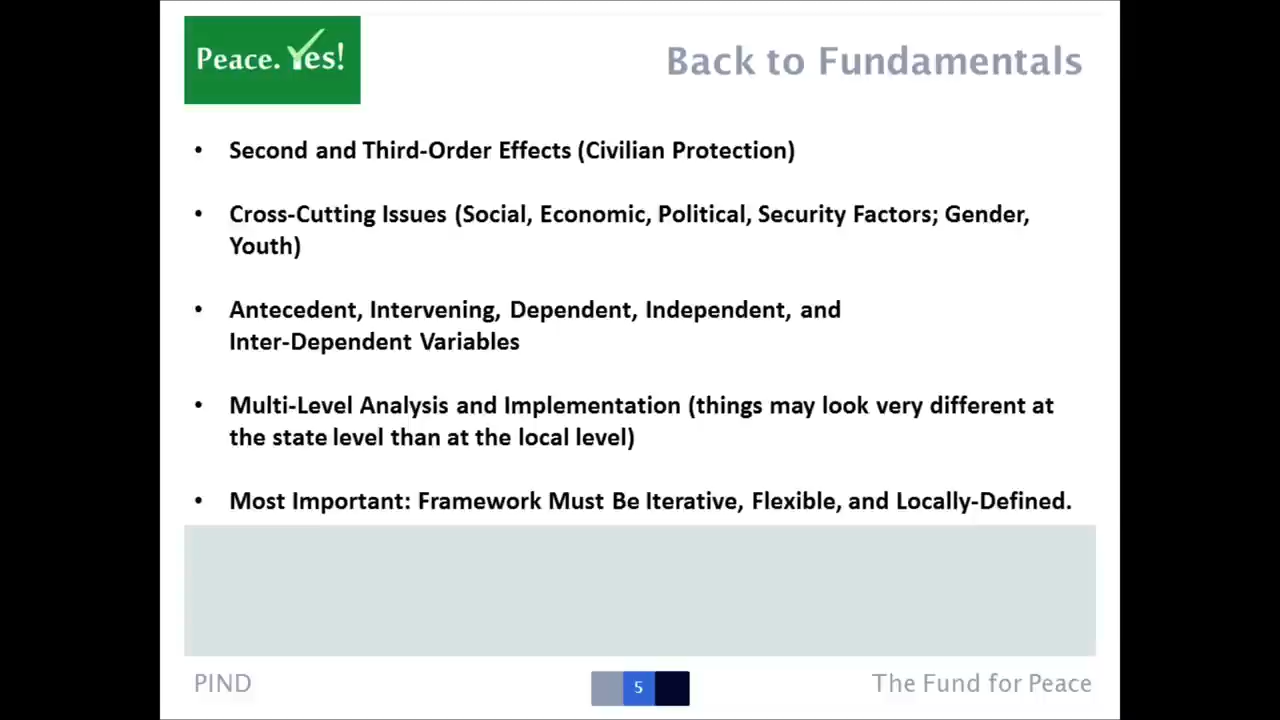 Peace. Yes!
Back to Fundamentals
• Second and Third-Order Effects (Civilian Protection)
• Cross-Cutting Issues (Social, Economic, Political, Security Factors; Gender,
Youth)
• Antecedent, Intervening, Dependent, Independent, and
Inter-Dependent Variables
• Multi-Level Analysis and Implementation (things may look very different at
the state level than at the local level)
• Most Important: Framework Must Be Iterative, Flexible, and Locally-Defined.
PIND
5
The Fund for Peace